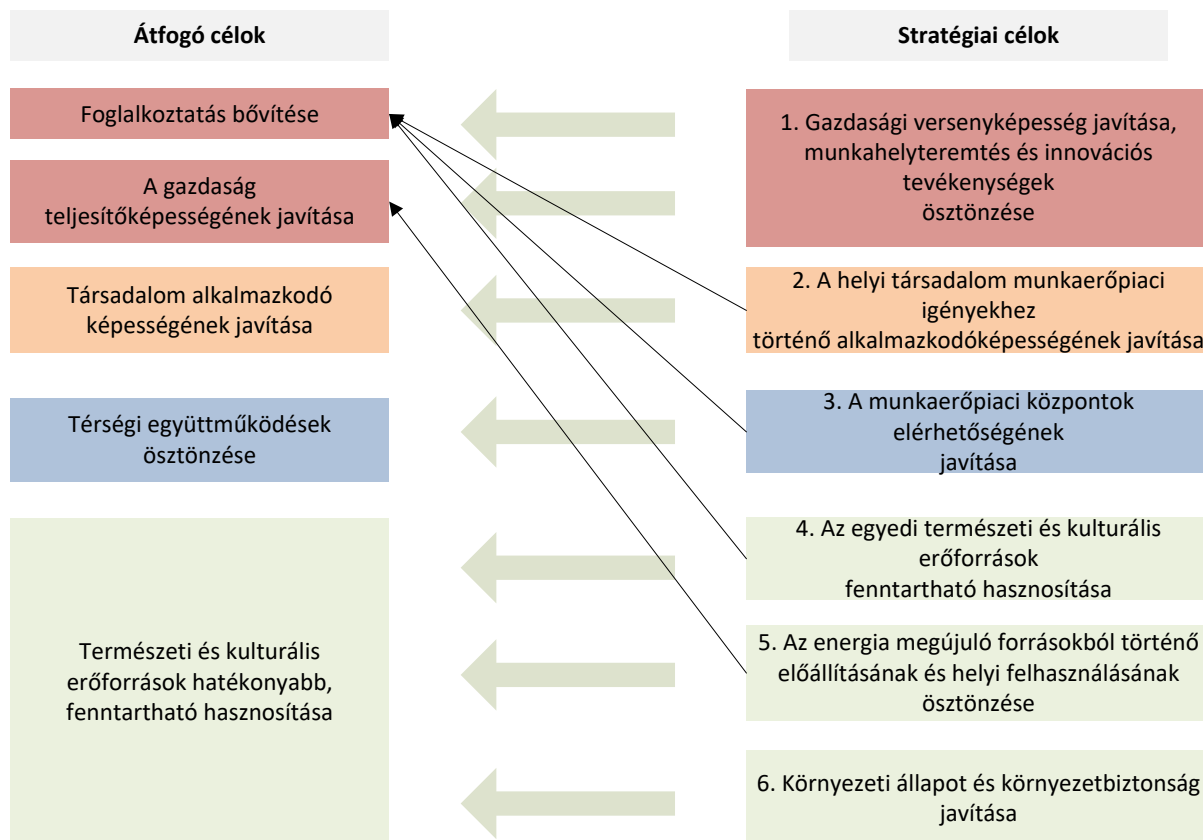 Átfogó célok
Foglalkoztatás bővítése
A gazdaság
teljesítőképességének javítása
Társadalom alkalmazkodó
képességének javítása
Térségi együttműködések
ösztönzése
Természeti és kulturális
erőforrások hatékonyabb,
fenntartható hasznosítása
Stratégiai célok
1. Gazdasági versenyképesség javítása,
munkahelyteremtés és innovációs
tevékenységek
ösztönzése
2. A helyi társadalom munkaerőpiaci
igényekhez
történő alkalmazkodóképességének javítása
3. A munkaerőpiaci központok
elérhetőségének
javítása
4. Az egyedi természeti és kulturális
erőforrások
fenntartható hasznosítása
5. Az energia megújuló forrásokból történő
előállításának és helyi felhasználásának
ösztönzése
6. Környezeti állapot és környezetbiztonság
javítása